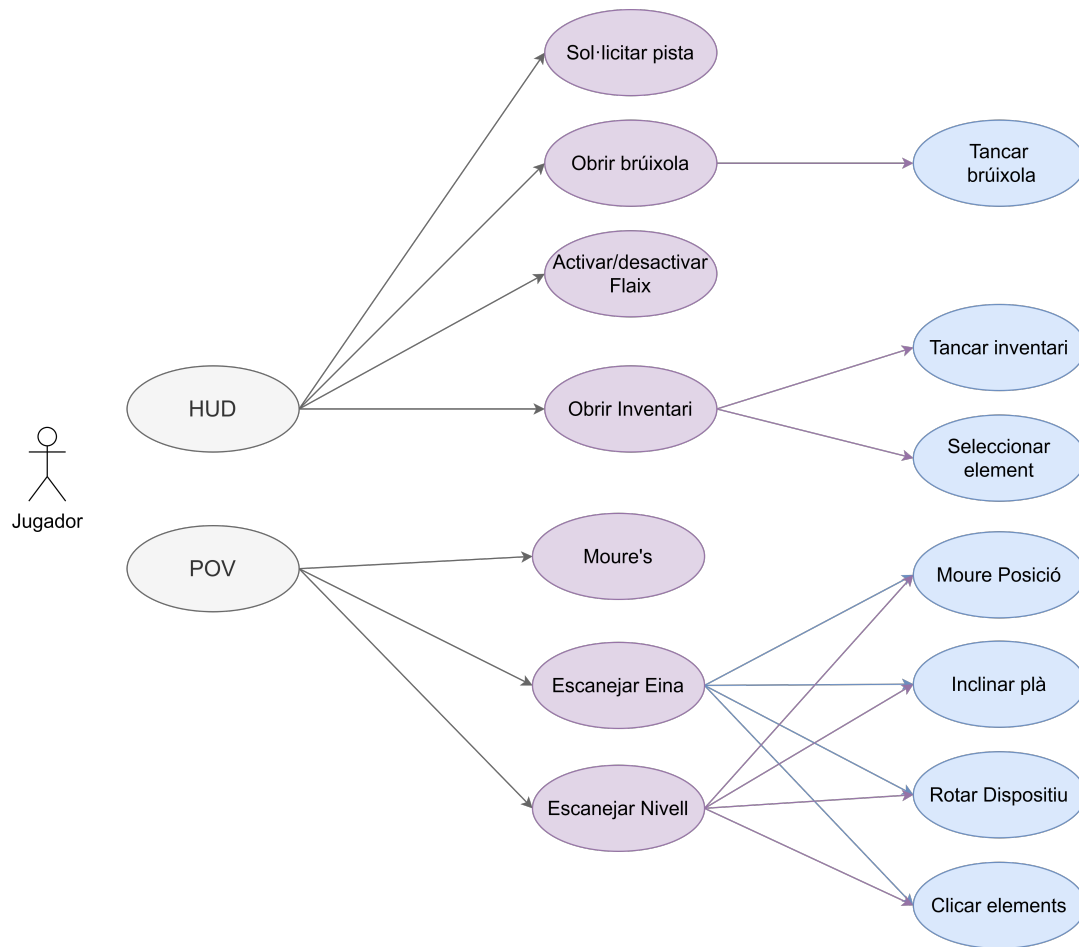 Sol·licitar pista
Obrir brúixola
Tancar
brúixola
Activar/desactivar
Flaix
Tancar inventari
HUD
Obrir Inventari
Seleccionar
element
Jugador
POV
Moure's
Moure Posició
Escanejar Eina
Inclinar plà
Escanejar Nivell
Rotar Dispositiu
Clicar elements